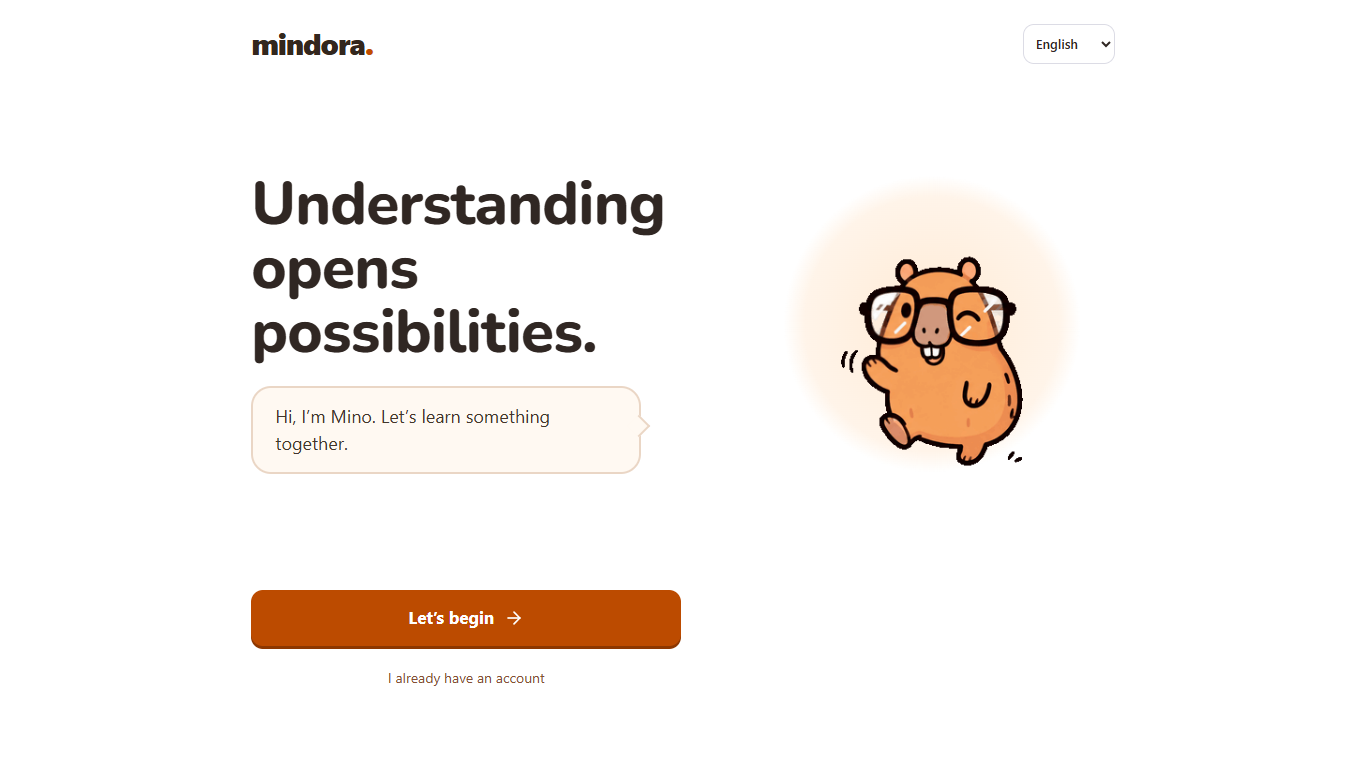 mindora.
English
Understanding
opens
possibilities.
Hi, I’m Mino. Let’s learn something
together.
Let’s begin →
I already have an account